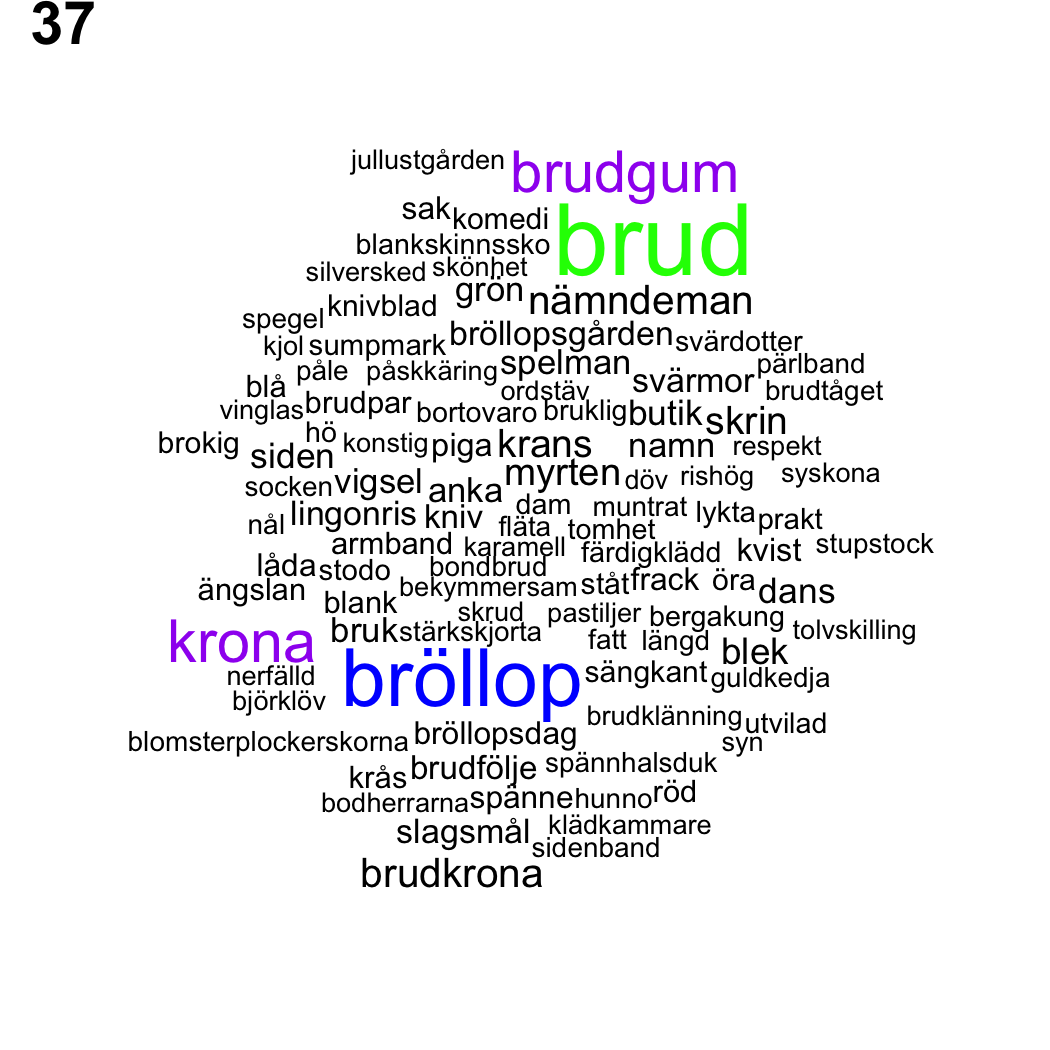 37
jullustgården brudgum
sak komedi brud
blankskinnssko
silversked skönhet
grön nämndeman
spegel knivblad
kjol sumpmark bröllopsgården svärdotter
blå påle påskkäring spelman svärmor pärlband
ordstäv brudtåget
vinglas brudpar bortovaro bruklig butik skrin
brokig hö konstig piga krans namn respekt
siden myrten döv rishög syskona
socken vigsel anka dam muntrat lykta prakt
nål lingonris kniv fläta tomhet
armband karamell färdigklädd kvist stupstock
låda stodo bondbrud
ängslan bekymmersam ståt frack öra dans
blank skrud pastiljer bergakung
krona bruk stärkskjorta fatt längd tolvskilling
blek
nerfälld bröllop sängkant guldkedja
björklöv
brudklänning utvilad
blomsterplockerskorna bröllopsdag syn
krås brudfölje spännhalsduk
bodherrarna spänne hunno röd
slagsmål klädkammare
sidenband
brudkrona